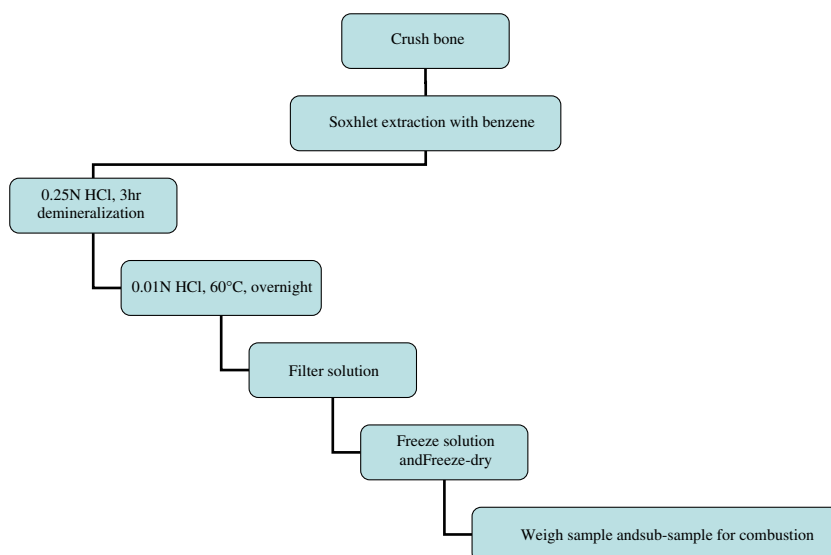 Crush bone
Soxhlet extraction with benzene
0.25N HCl, 3hr
demineralization
0.01N HCl, 60°C, overnight
Filter solution
Freeze solution
andFreeze-dry
Weigh sample andsub-sample for combustion